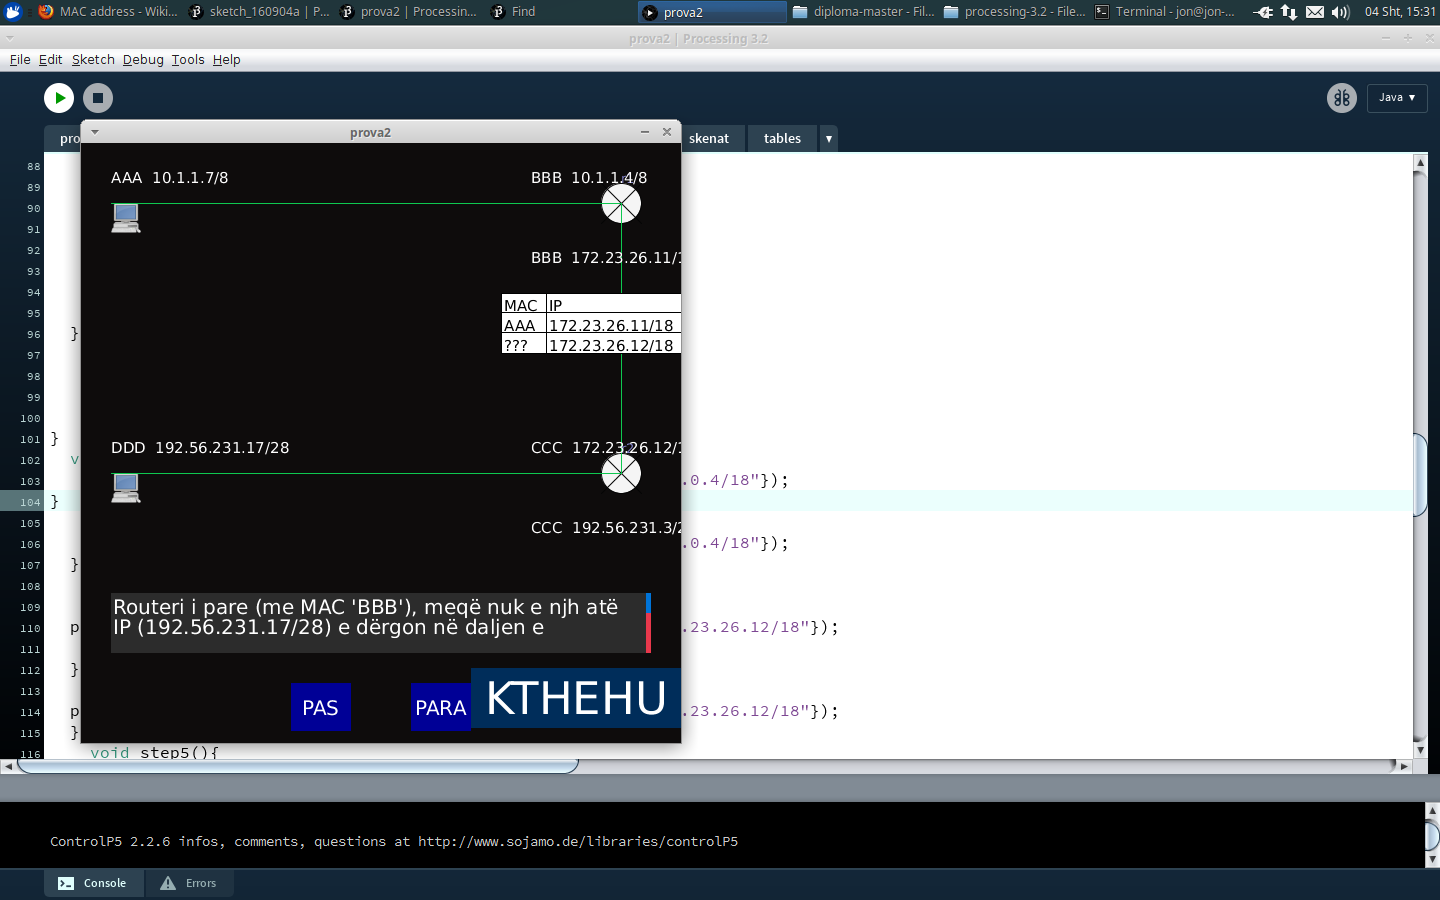 MAC address - Wiki...
sketch_160904a | P...
prova2 | Processin...
Find
prova2
diploma-master - Fil...
processing-3.2 - File...
Terminal - jon@jon-...
04 Sht, 15:31
prova2 | Processing 3.2
File Edit Sketch Debug Tools Help
Java ▾
pro
skenat
tables
prova2
AAA 10.1.1.7/8
BBB 10.1.1.4/8
BBB 172.23.26.11/1
MAC IP
AAA 172.23.26.11/18
??? 172.23.26.12/18
DDD 192.56.231.17/28
CCC 172.23.26.12/1
CCC 192.56.231.3/2
Routeri i pare (me MAC 'BBB'), meqë nuk e njh atë
IP (192.56.231.17/28) e dërgon në daljen e
PAS
PARA
KTHEHU
88
89
90
91
92
93
94
95
96 }
97
98
99
100
101 }
102 v
103 .0.4/18"});
104 }
105
106 .0.4/18"});
107 }
108
109
110 p .23.26.12/18"});
111
112 }
113
114 p .23.26.12/18"});
115 }
116 void step5(){
ControlP5 2.2.6 infos, comments, questions at http://www.sojamo.de/libraries/controlP5
Console
Errors